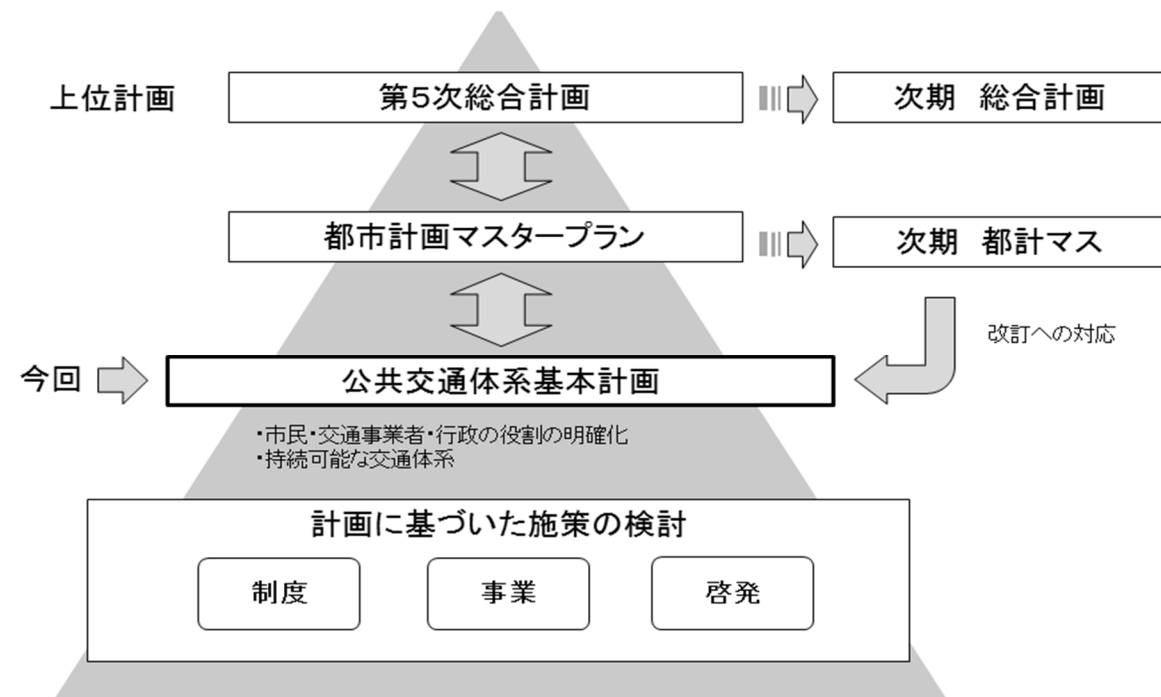 上位計画
第５次総合計画
次期　総合計画
都市計画マスタープラン
次期　都計マス
改訂への対応
今回
公共交通体系基本計画
・市民・交通事業者・行政の役割の明確化
・持続可能な交通体系
計画に基づいた施策の検討
制度
事業
啓発